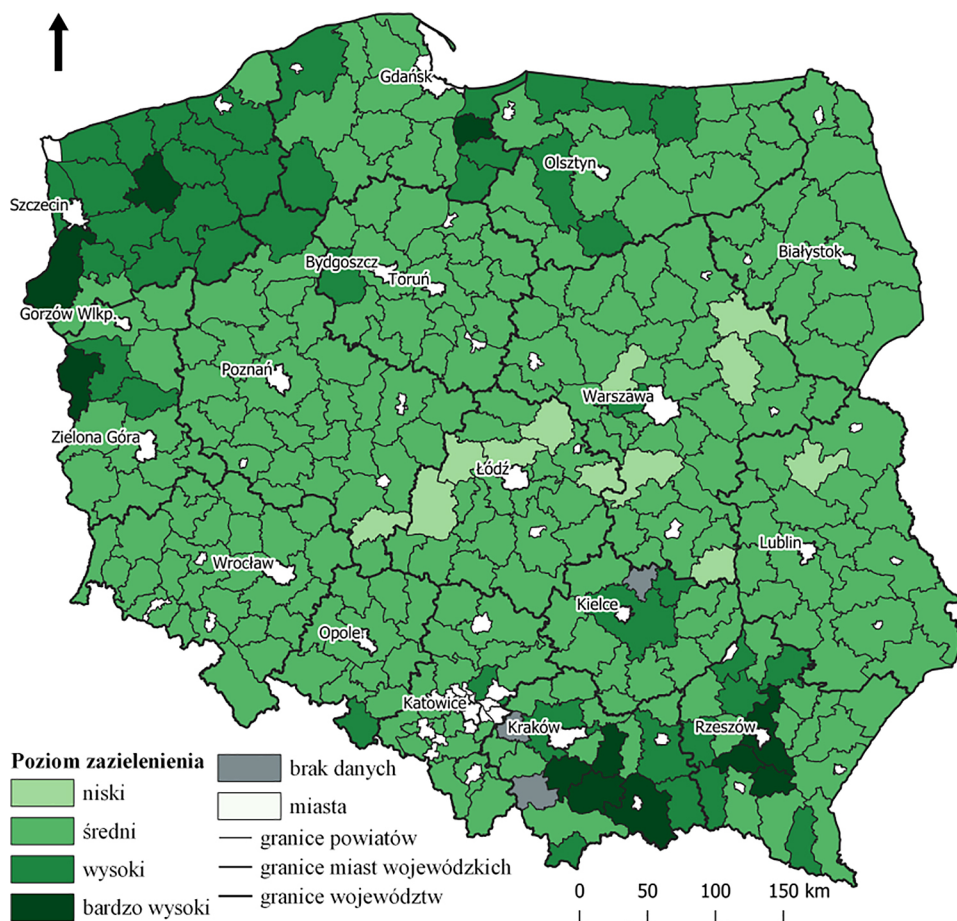 Gdańsk
Olsztyn
Szczecin
Białystok
Bydgoszcz
Toruń
Gorzów Wlkp.
Poznań
Warszawa
Zielona Góra
Łódź
Wrocław
Lublin
Kielce
Opole
Katowice
Kraków
Rzeszów
Poziom zazielenienia
niski
średni
wysoki
bardzo wysoki
brak danych
miasta
granice powiatów
granice miast wojewódzkich
granice województw
0 50 100 150 km